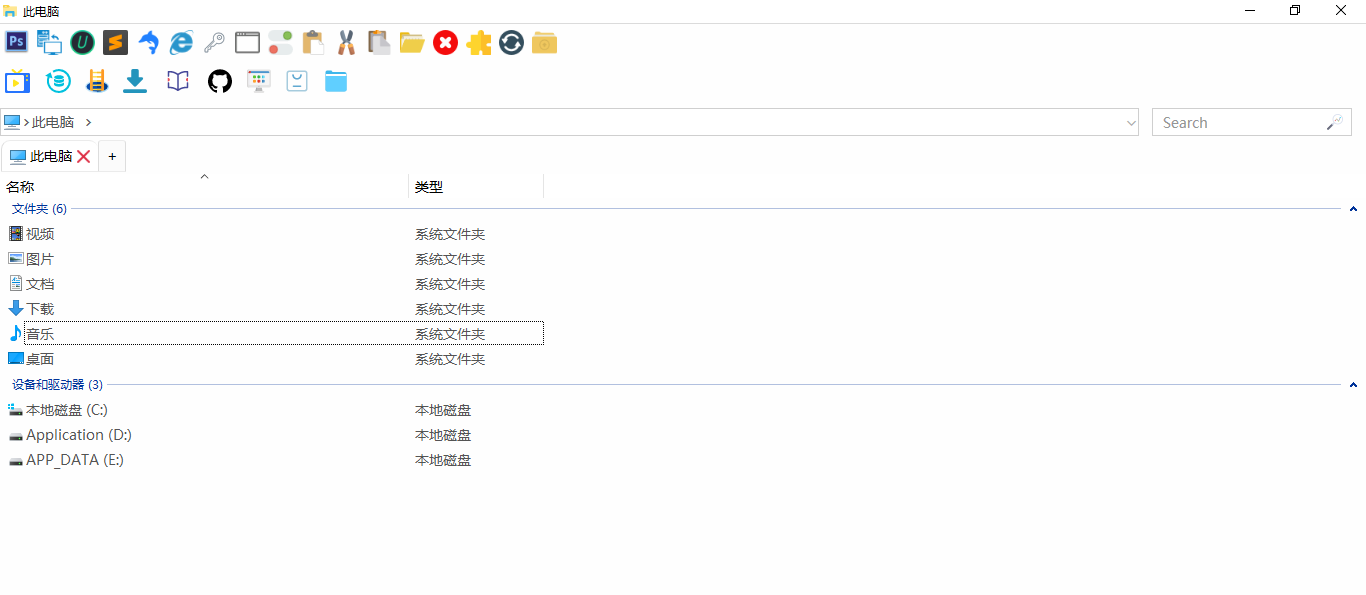 此电脑
Ps
此电脑
Search
此电脑 +
名称 类型
文件夹 (6)
视频 系统文件夹
图片 系统文件夹
文档 系统文件夹
下载 系统文件夹
音乐 系统文件夹
桌面 系统文件夹
设备和驱动器 (3)
本地磁盘 (C:) 本地磁盘
Application (D:) 本地磁盘
APP_DATA (E:) 本地磁盘